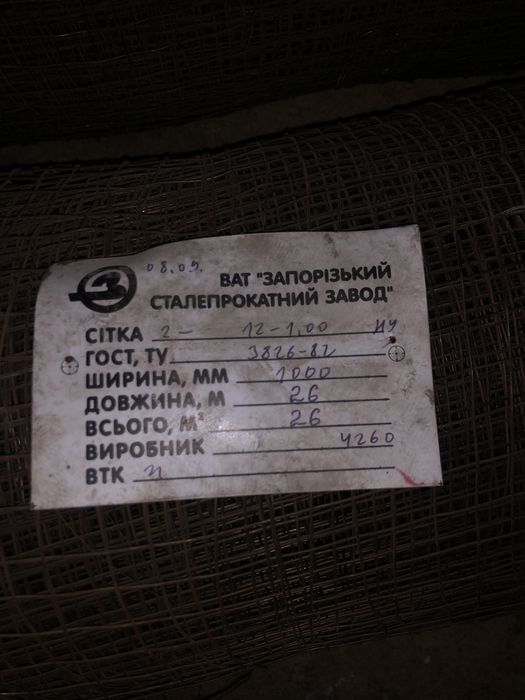 08.09.
ВАТ "ЗАПОРІЗЬКИЙ
СТАЛЕПРОКАТНИЙ ЗАВОД"
СІТКА 2 - 12-1,00 НУ
ГОСТ, ТУ 3826-82
ШИРИНА, ММ 1000
ДОВЖИНА, М 26
ВСЬОГО, М² 26
ВИРОБНИК 4260
ВТК